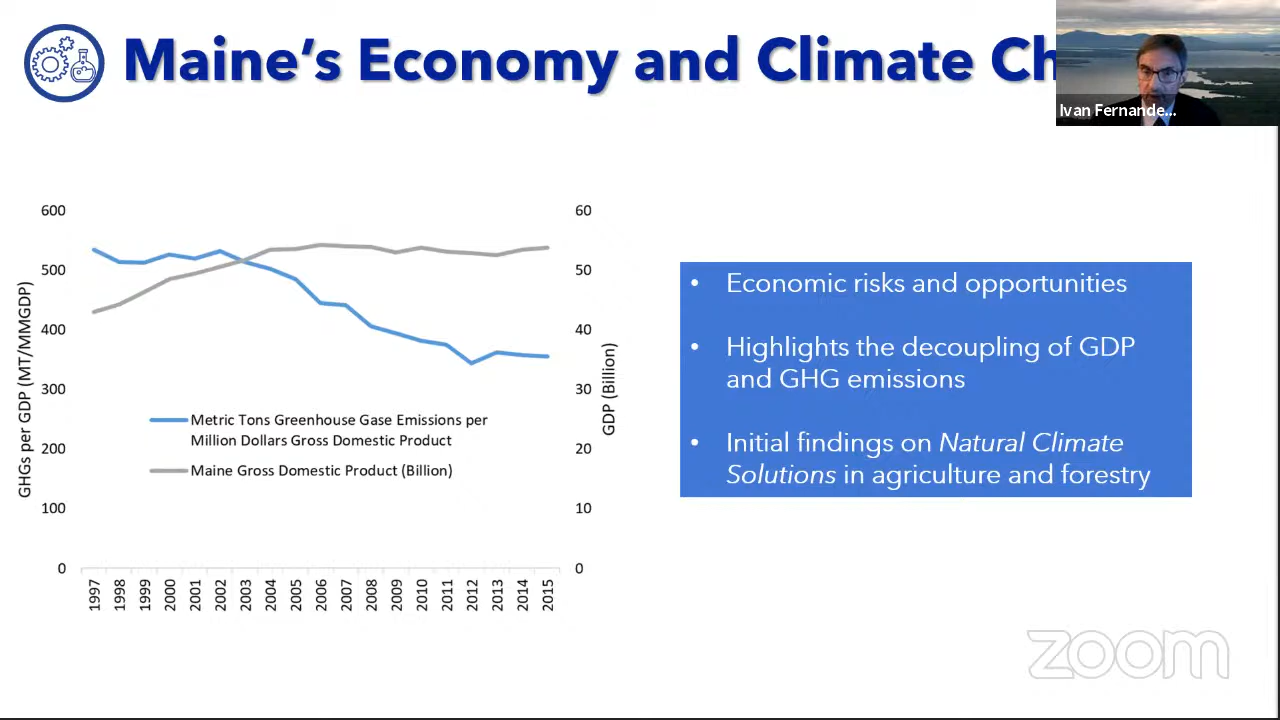 Maine's Economy and Climate Ch
Ivan Fernande...
600
500
400
300
200
100
0
GHGs per GDP (MT/MMGDP)
60
50
40
30
20
10
0
GDP (Billion)
Metric Tons Greenhouse Gase Emissions per
Million Dollars Gross Domestic Product
Maine Gross Domestic Product (Billion)
1997
1998
1999
2000
2001
2002
2003
2004
2005
2006
2007
2008
2009
2010
2011
2012
2013
2014
2015
• Economic risks and opportunities
• Highlights the decoupling of GDP
and GHG emissions
• Initial findings on Natural Climate
Solutions in agriculture and forestry
zoom